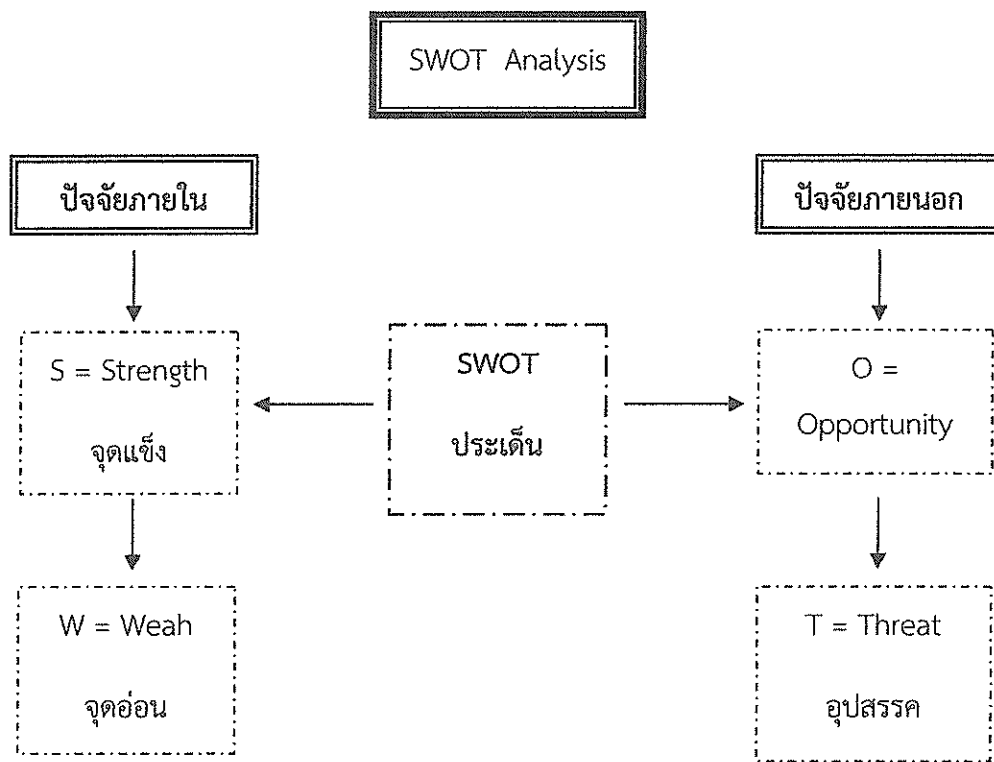 SWOT Analysis
ปัจจัยภายใน
ปัจจัยภายนอก
S = Strength
จุดแข็ง
SWOT
ประเด็น
O =
Opportunity
W = Weah
จุดอ่อน
T = Threat
อุปสรรค